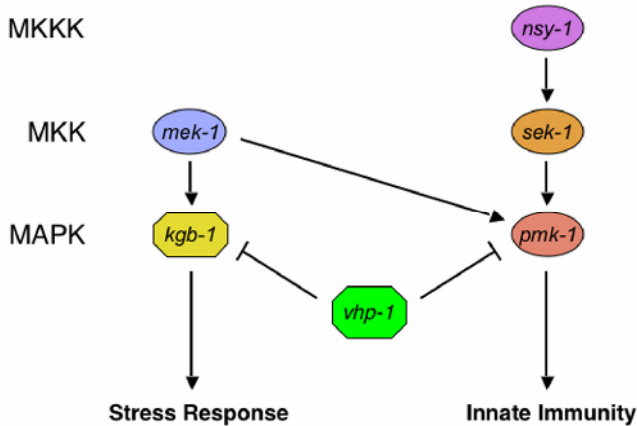 MKKK
nsy-1
MKK
mek-1
sek-1
MAPK
kgb-1
pmk-1
vhp-1
Stress Response
Innate Immunity